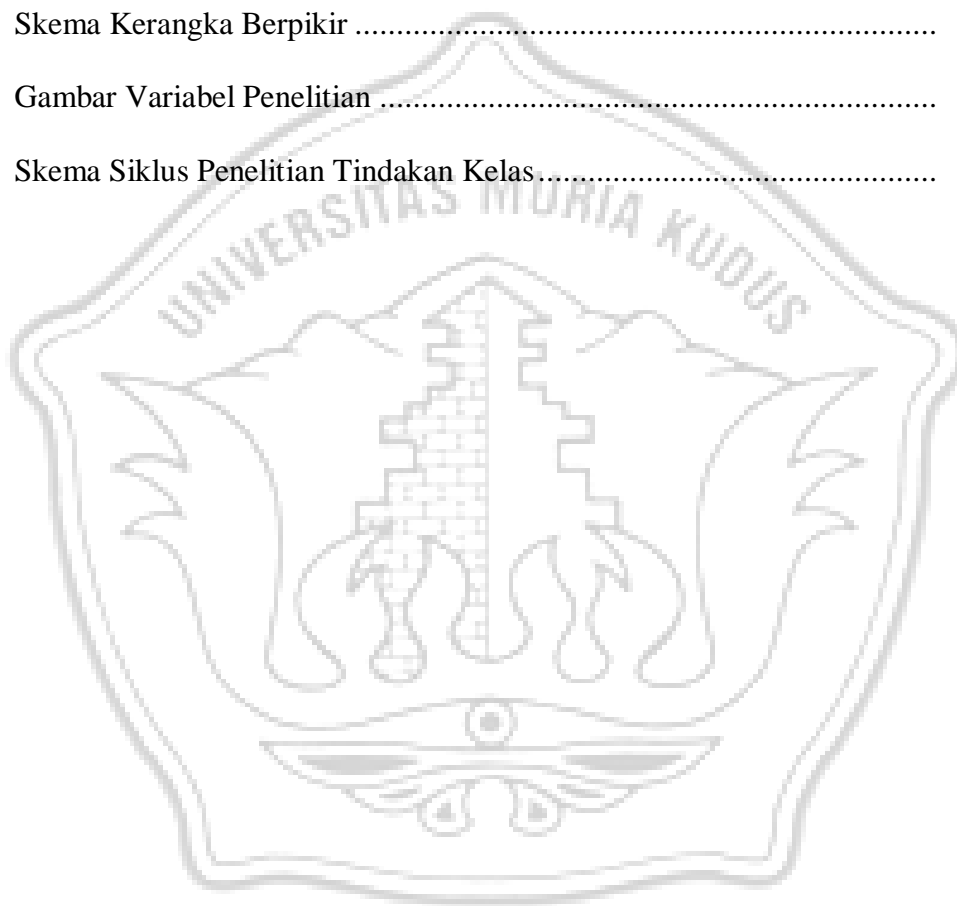 Skema Kerangka Berpikir ......................................................................
Gambar Variabel Penelitian ...................................................................
Skema Siklus Penelitian Tindakan Kelas ................................................
UNIVERSITAS MURIA KUDUS